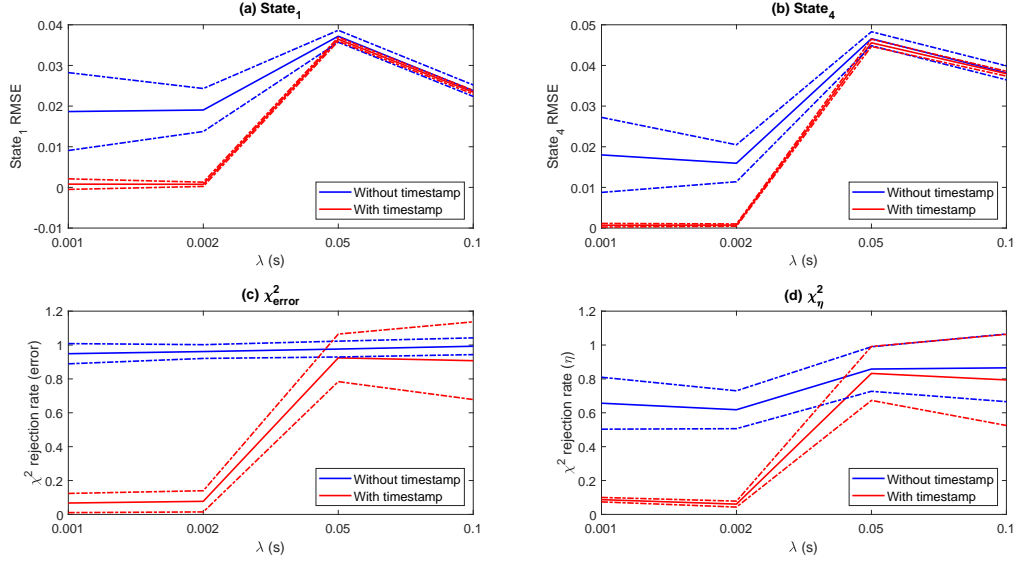 (a) State₁
State₁ RMSE
0.04
0.03
0.02
0.01
0
-0.01
0.001
0.002
0.05
0.1
λ (s)
Without timestamp
With timestamp
(b) State₄
State₄ RMSE
0.05
0.04
0.03
0.02
0.01
0
0.001
0.002
0.05
0.1
λ (s)
Without timestamp
With timestamp
(c) χ²error
χ² rejection rate (error)
1.2
1
0.8
0.6
0.4
0.2
0
0.001
0.002
0.05
0.1
λ (s)
Without timestamp
With timestamp
(d) χ²η
χ² rejection rate (η)
1.2
1
0.8
0.6
0.4
0.2
0
0.001
0.002
0.05
0.1
λ (s)
Without timestamp
With timestamp